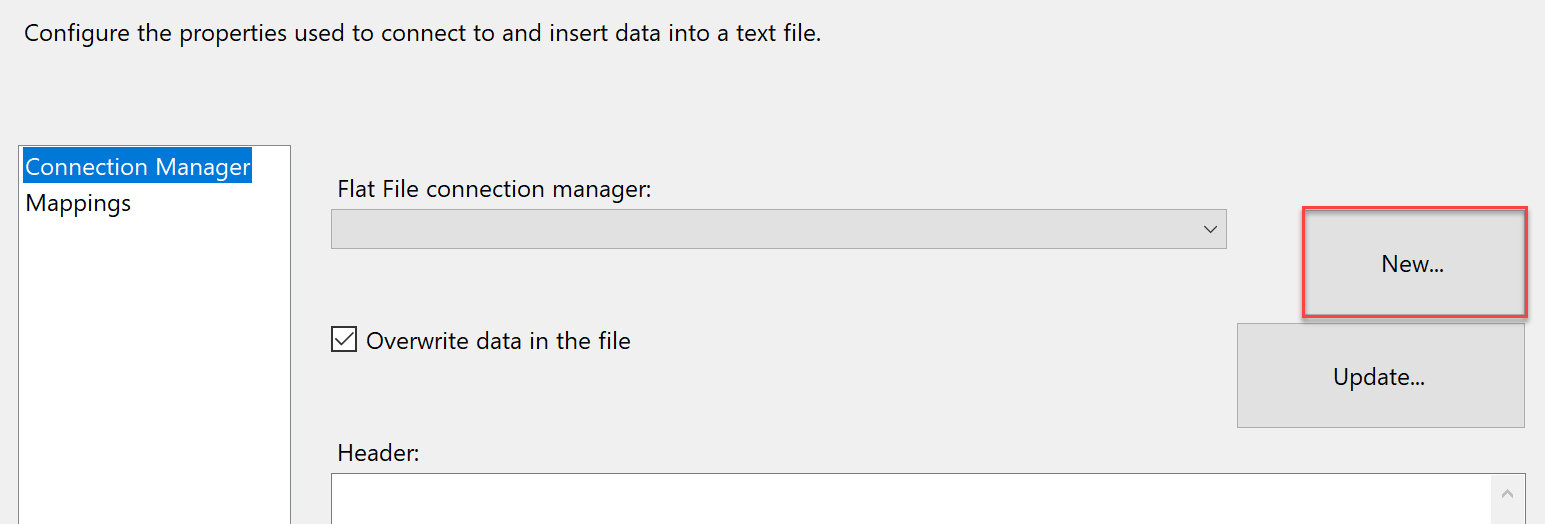 Configure the properties used to connect to and insert data into a text file.
Connection Manager
Mappings
Flat File connection manager:
New...
Overwrite data in the file
Update...
Header: